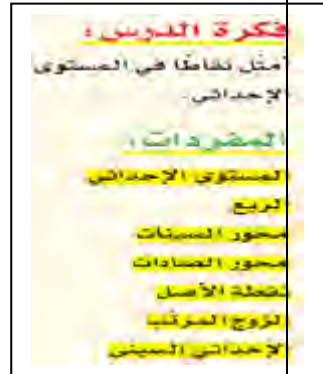 فكرة الدرس:
أمثّل نقاطًا في المستوى
الإحداثي.
المفردات:
المستوى الإحداثي
الربع
محور السينات
محور الصادات
نقطة الأصل
الزوج المرتب
الإحداثي السيني